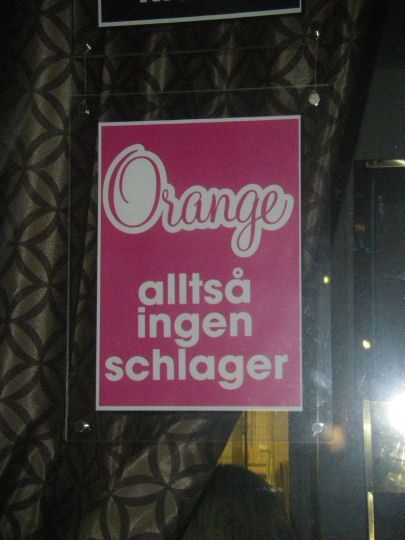 Orange
alltså
ingen
schlager